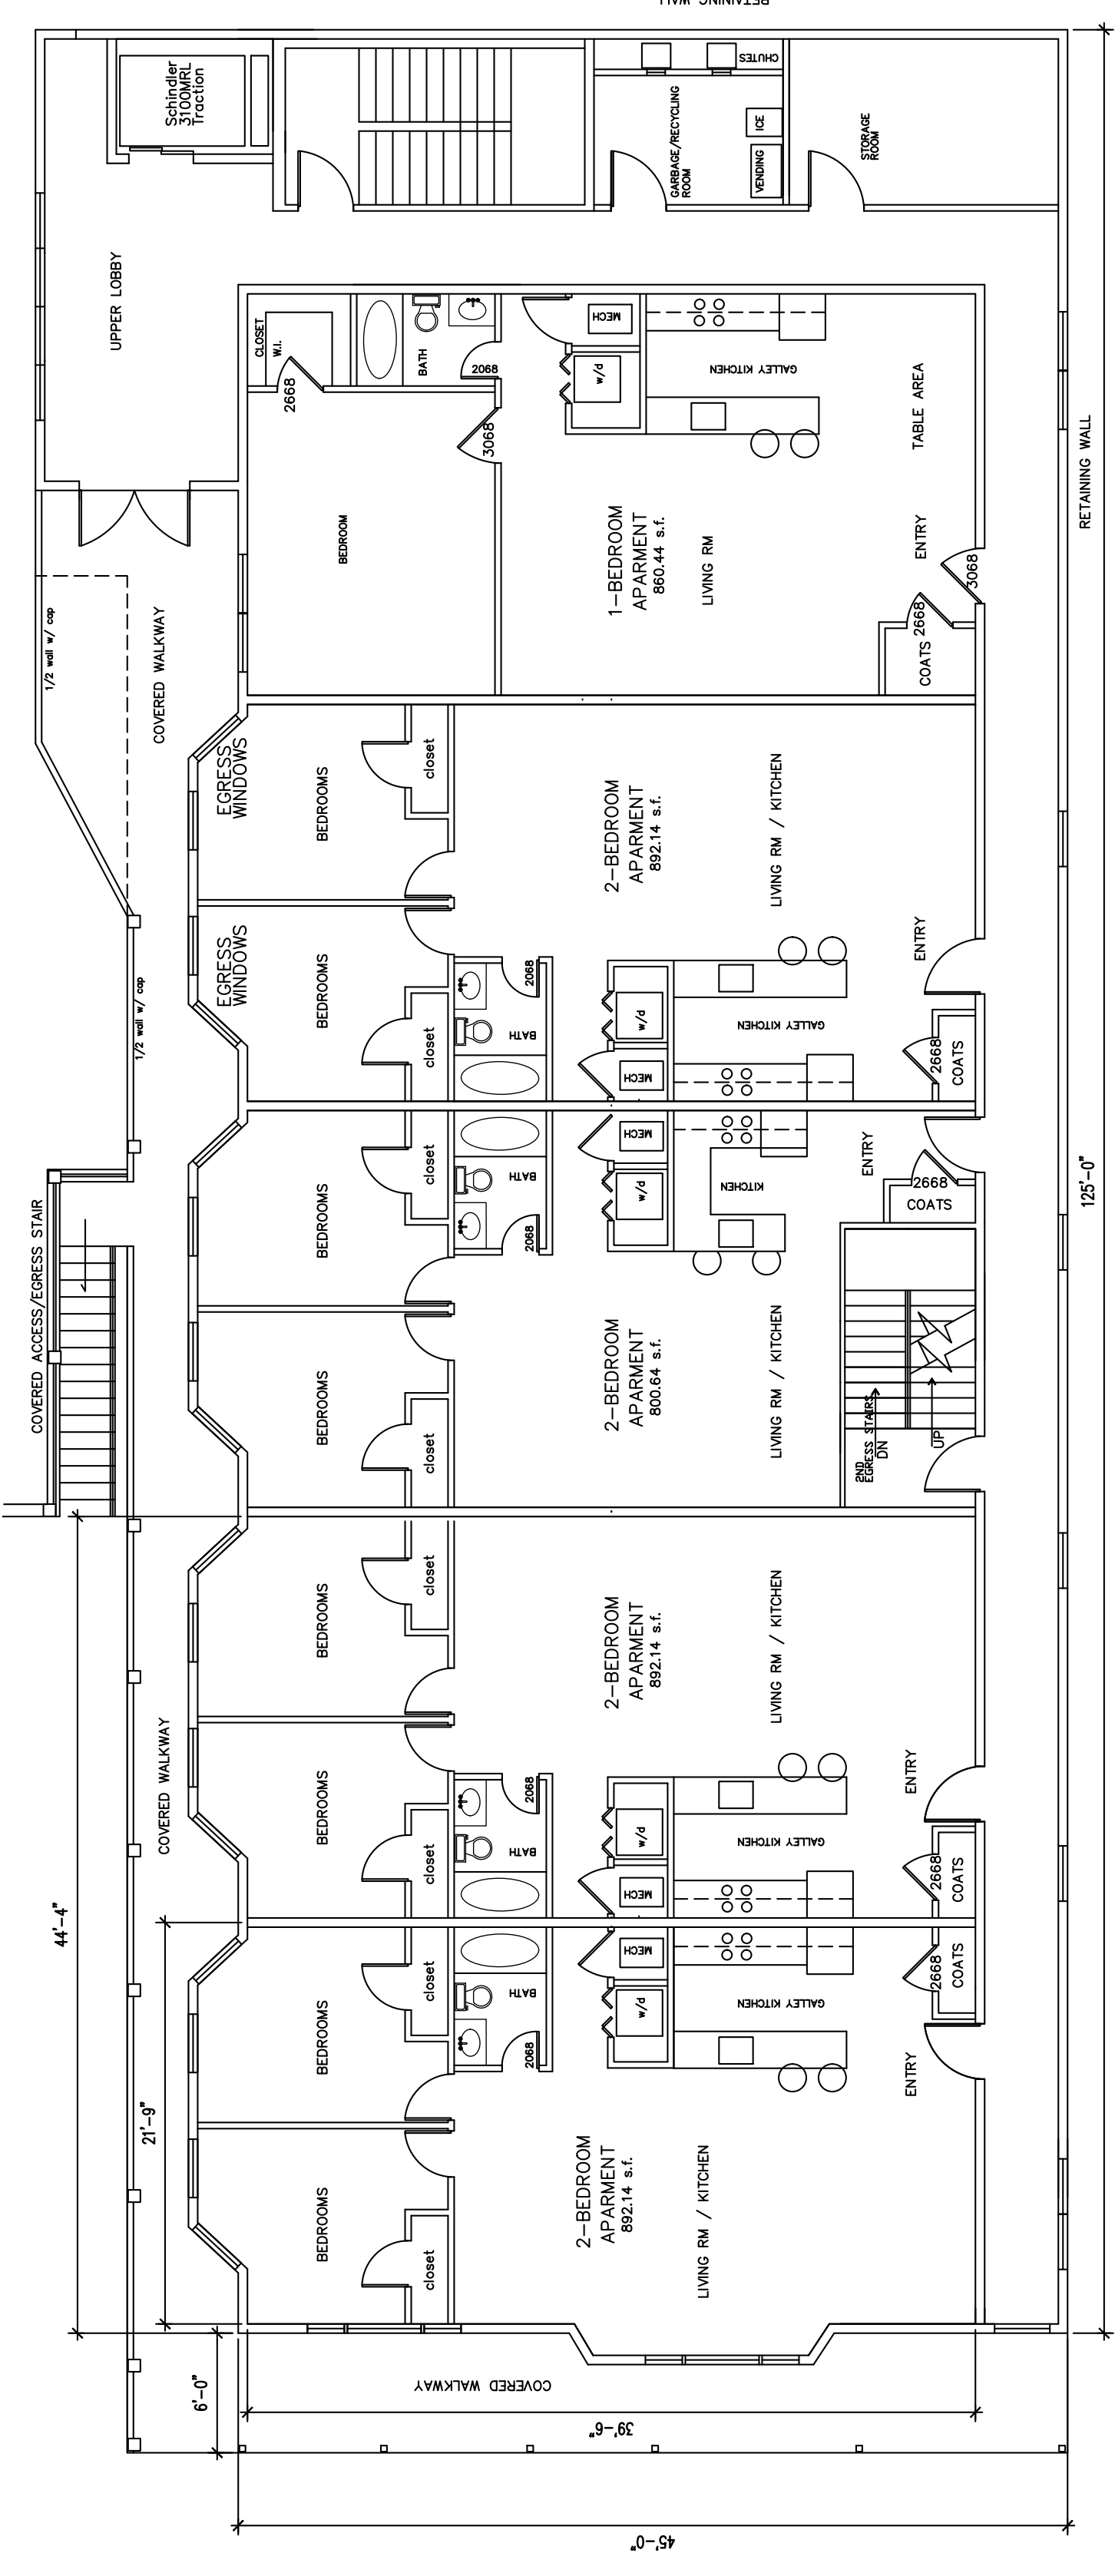 RETAINING WALL
Schindler
3100MRL
Traction
CHUTES
GARBAGE/RECYCLING
ROOM
ICE
VENDING
STORAGE
ROOM
UPPER LOBBY
CLOSET
W.I.
2668
BATH
2068
MECH
w/d
GALLEY KITCHEN
3068
TABLE AREA
BEDROOM
1-BEDROOM
APARMENT
860.44 s.f.
LIVING RM
ENTRY
3068
2668
COATS
RETAINING WALL
1/2 wall w/ cap
COVERED WALKWAY
EGRESS
WINDOWS
BEDROOMS
closet
2-BEDROOM
APARMENT
892.14 s.f.
LIVING RM / KITCHEN
1/2 wall w/ cap
EGRESS
WINDOWS
BEDROOMS
closet
2068
BATH
w/d
MECH
GALLEY KITCHEN
ENTRY
2668
COATS
125'-0"
COVERED ACCESS/EGRESS STAIR
BEDROOMS
closet
BATH
2068
MECH
w/d
KITCHEN
ENTRY
2668
COATS
BEDROOMS
closet
2-BEDROOM
APARMENT
800.64 s.f.
LIVING RM / KITCHEN
2ND
EGRESS STAIRS
DN
UP
44'-4"
COVERED WALKWAY
BEDROOMS
closet
2-BEDROOM
APARMENT
892.14 s.f.
LIVING RM / KITCHEN
BEDROOMS
closet
2068
BATH
w/d
MECH
GALLEY KITCHEN
ENTRY
2668
COATS
21'-9"
BEDROOMS
closet
BATH
2068
MECH
w/d
GALLEY KITCHEN
2668
COATS
ENTRY
BEDROOMS
closet
2-BEDROOM
APARMENT
892.14 s.f.
LIVING RM / KITCHEN
6'-0"
COVERED WALKWAY
39'-6"
45'-0"